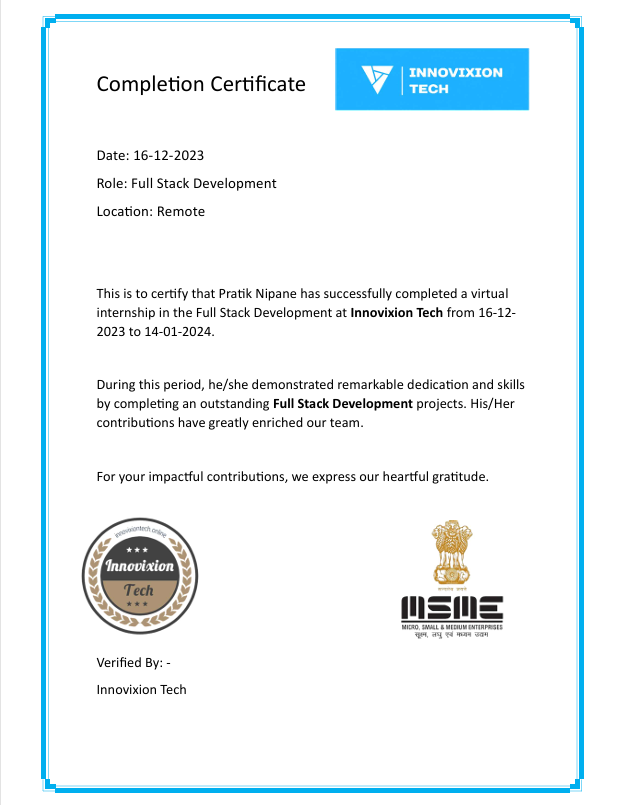 Completion Certificate
INNOVIXION
TECH
Date: 16-12-2023
Role: Full Stack Development
Location: Remote
This is to certify that Pratik Nipane has successfully completed a virtual
internship in the Full Stack Development at Innovixion Tech from 16-12-
2023 to 14-01-2024.
During this period, he/she demonstrated remarkable dedication and skills
by completing an outstanding Full Stack Development projects. His/Her
contributions have greatly enriched our team.
For your impactful contributions, we express our heartful gratitude.
innovixiontech.online
Innovixion
Tech
सत्यमेव जयते
MSME
MICRO, SMALL & MEDIUM ENTERPRISES
सूक्ष्म, लघु एवं मध्यम उद्यम
Verified By: -
Innovixion Tech